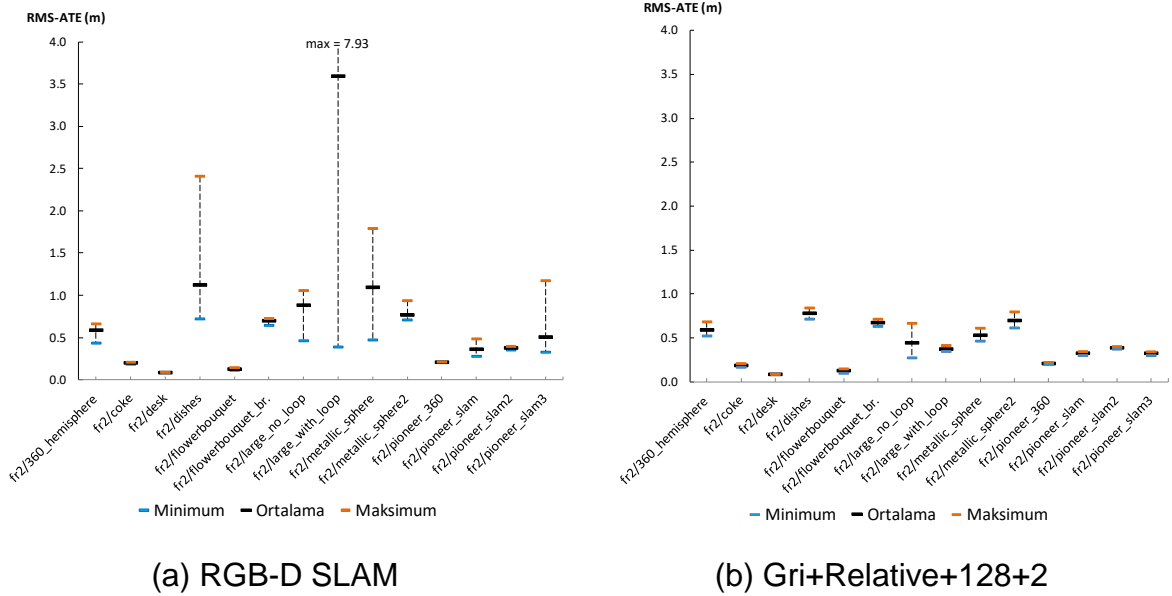 RMS-ATE (m)
max = 7.93
4.0
3.5
3.0
2.5
2.0
1.5
1.0
0.5
0.0
fr2/360_hemisphere
fr2/coke
fr2/desk
fr2/dishes
fr2/flowerbouquet
fr2/flowerbouquet_br.
fr2/large_no_loop
fr2/large_with_loop
fr2/metallic_sphere
fr2/metallic_sphere2
fr2/pioneer_360
fr2/pioneer_slam
fr2/pioneer_slam2
fr2/pioneer_slam3
Minimum Ortalama Maksimum
(a) RGB-D SLAM
RMS-ATE (m)
4.0
3.5
3.0
2.5
2.0
1.5
1.0
0.5
0.0
fr2/360_hemisphere
fr2/coke
fr2/desk
fr2/dishes
fr2/flowerbouquet
fr2/flowerbouquet_br.
fr2/large_no_loop
fr2/large_with_loop
fr2/metallic_sphere
fr2/metallic_sphere2
fr2/pioneer_360
fr2/pioneer_slam
fr2/pioneer_slam2
fr2/pioneer_slam3
Minimum Ortalama Maksimum
(b) Gri+Relative+128+2